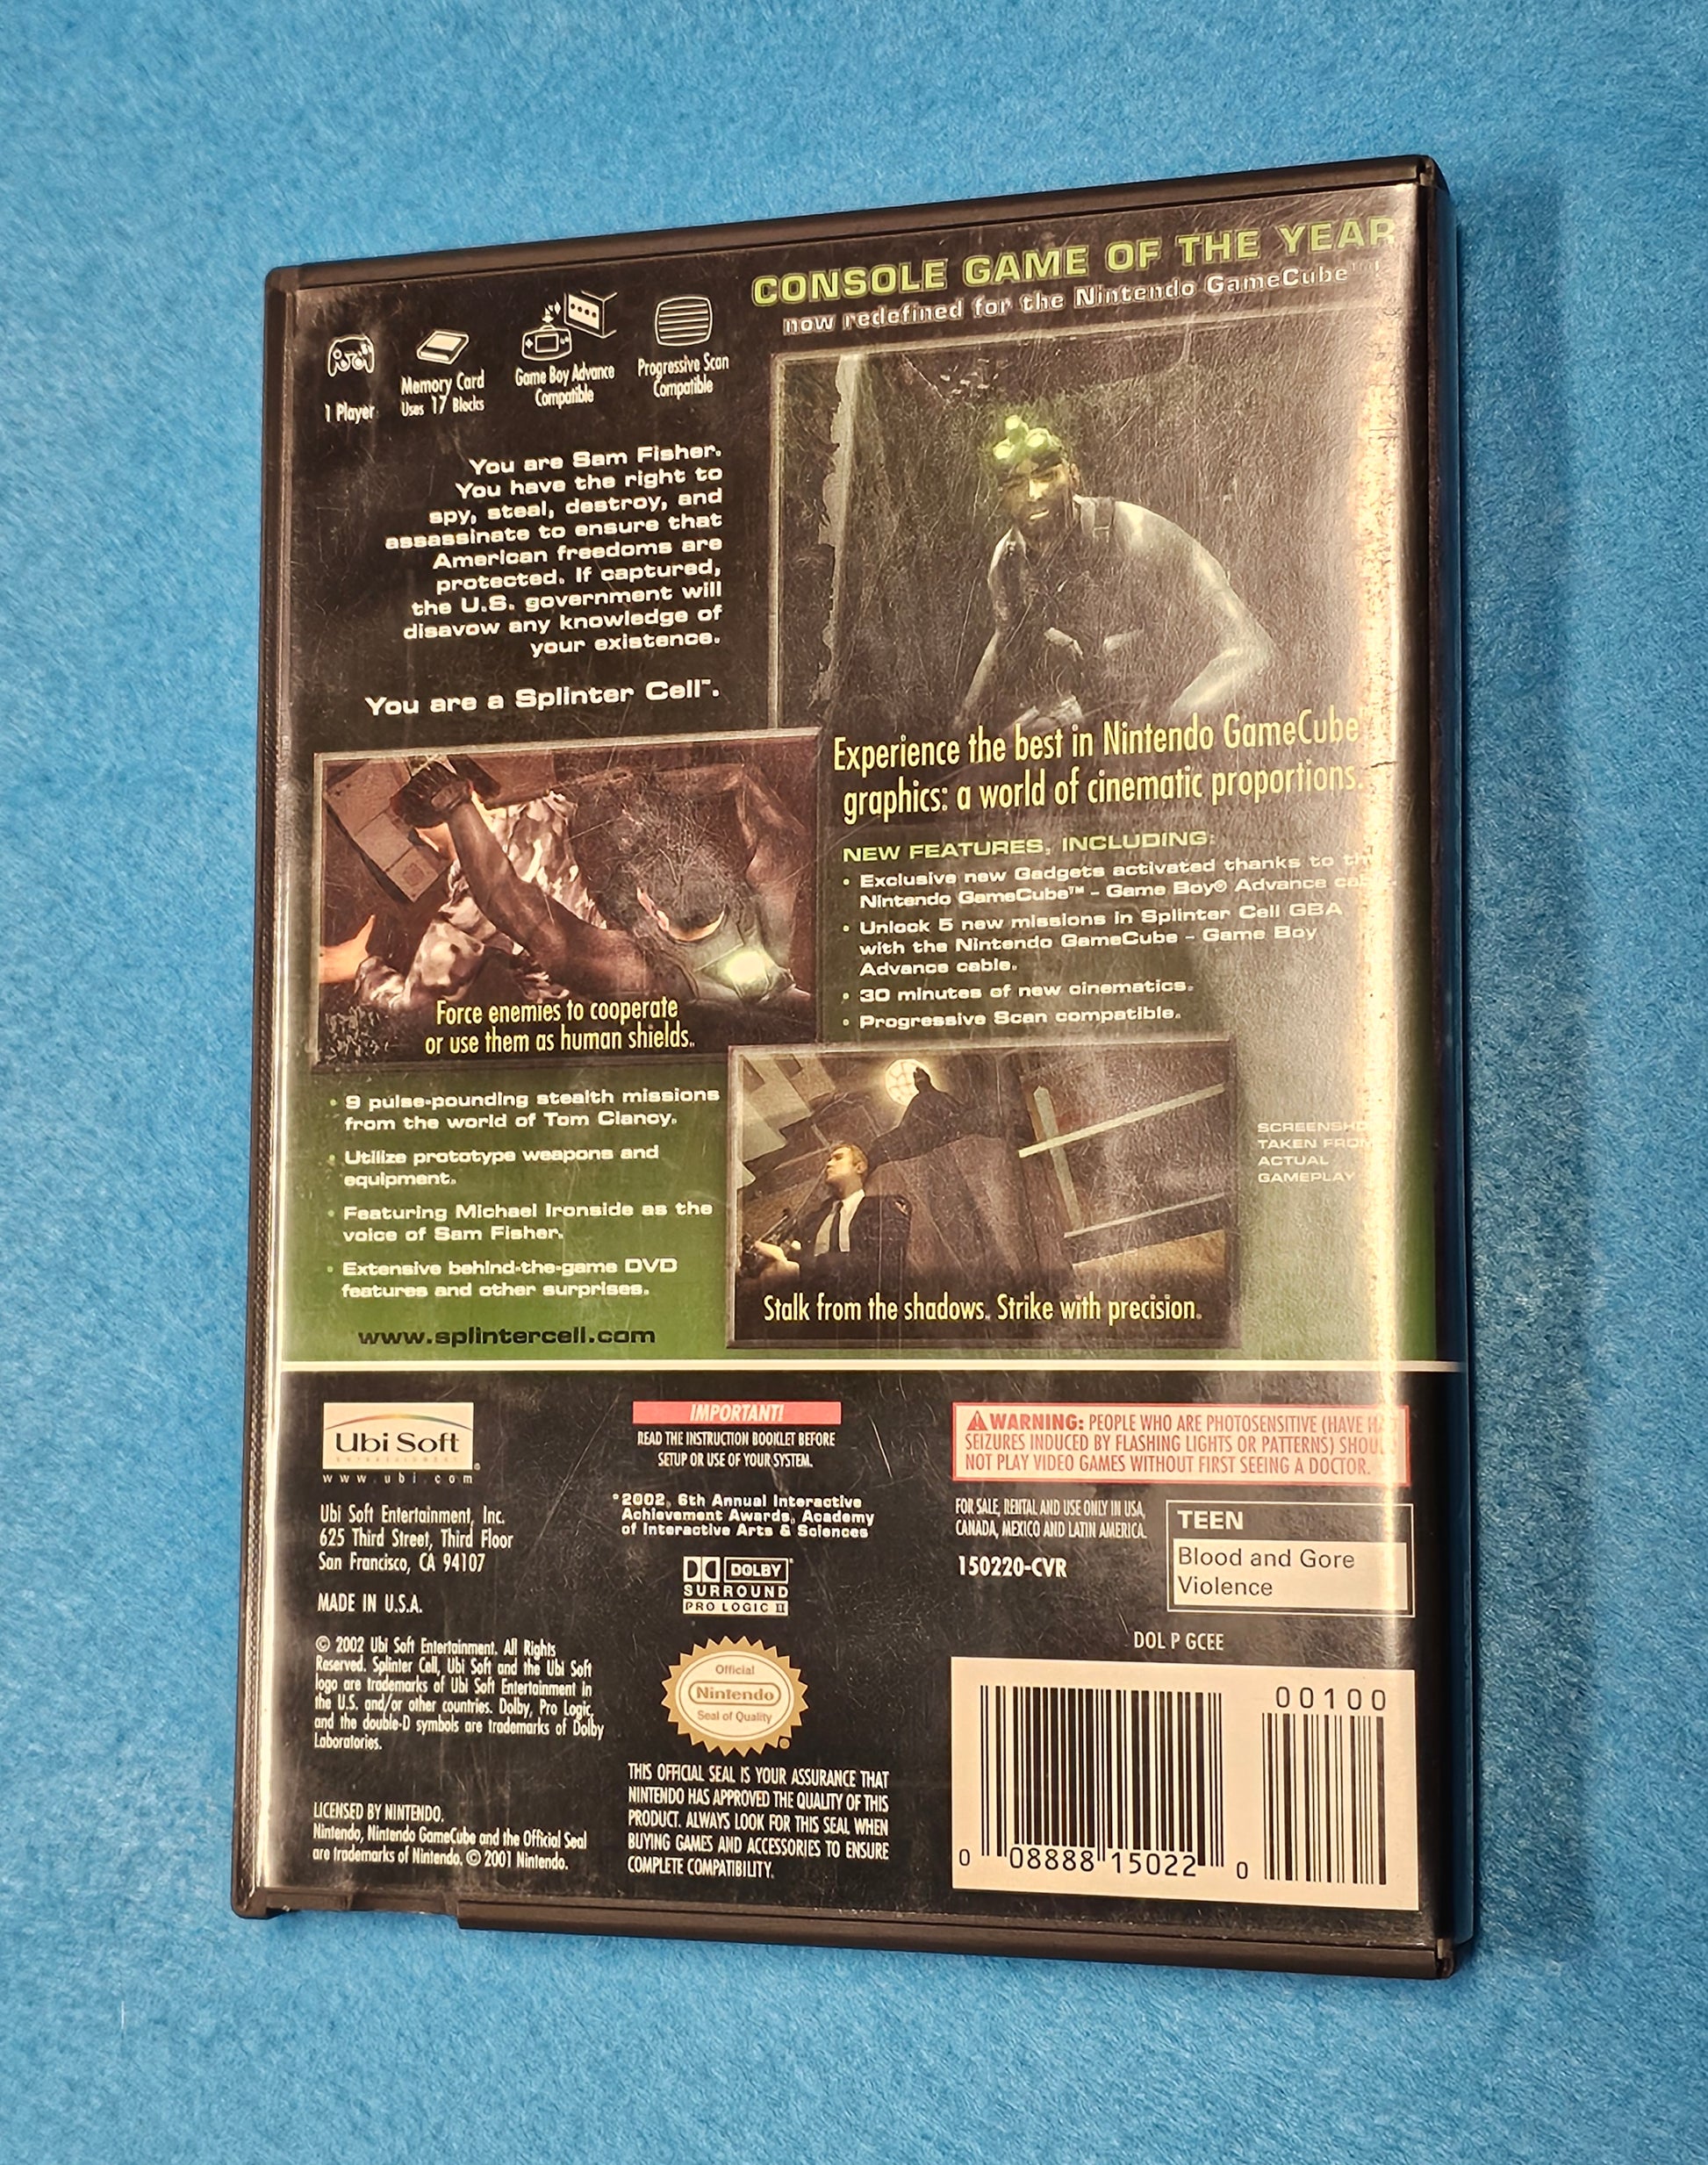 CONSOLE GAME OF THE YEAR
now redefined for the Nintendo GameCube™!
1 Player
Memory Card
Uses 17 Blocks
Game Boy Advance
Compatible
Progressive Scan
Compatible
You are Sam Fisher.
You have the right to
spy, steal, destroy, and
assassinate to ensure that
American freedoms are
protected. If captured,
the U.S. government will
disavow any knowledge of
your existence.
You are a Splinter Cell™.
Experience the best in Nintendo GameCube™
graphics: a world of cinematic proportions.
NEW FEATURES, INCLUDING:
• Exclusive new Gadgets activated thanks to the
Nintendo GameCube™ - Game Boy® Advance cable.
• Unlock 5 new missions in Splinter Cell GBA
with the Nintendo GameCube - Game Boy
Advance cable.
• 30 minutes of new cinematics.
• Progressive Scan compatible.
Force enemies to cooperate
or use them as human shields.
• 9 pulse-pounding stealth missions
from the world of Tom Clancy.
• Utilize prototype weapons and
equipment.
• Featuring Michael Ironside as the
voice of Sam Fisher.
• Extensive behind-the-game DVD
features and other surprises.
www.splintercell.com
SCREENSHO
TAKEN FROM
ACTUAL
GAMEPLAY
Stalk from the shadows. Strike with precision.
Ubi Soft
ENTERTAINMENT
www.ubi.com
Ubi Soft Entertainment, Inc.
625 Third Street, Third Floor
San Francisco, CA 94107
MADE IN U.S.A.
© 2002 Ubi Soft Entertainment. All Rights
Reserved. Splinter Cell, Ubi Soft and the Ubi Soft
logo are trademarks of Ubi Soft Entertainment in
the U.S. and/or other countries. Dolby, Pro Logic,
and the double-D symbols are trademarks of Dolby
Laboratories.
LICENSED BY NINTENDO.
Nintendo, Nintendo GameCube and the Official Seal
are trademarks of Nintendo. © 2001 Nintendo.
IMPORTANT!
READ THE INSTRUCTION BOOKLET BEFORE
SETUP OR USE OF YOUR SYSTEM.
*2002, 6th Annual Interactive
Achievement Awards, Academy
of Interactive Arts & Sciences
DOLBY
SURROUND
PRO LOGIC II
Official
Nintendo
Seal of Quality
THIS OFFICIAL SEAL IS YOUR ASSURANCE THAT
NINTENDO HAS APPROVED THE QUALITY OF THIS
PRODUCT. ALWAYS LOOK FOR THIS SEAL WHEN
BUYING GAMES AND ACCESSORIES TO ENSURE
COMPLETE COMPATIBILITY.
WARNING: PEOPLE WHO ARE PHOTOSENSITIVE (HAVE HAD
SEIZURES INDUCED BY FLASHING LIGHTS OR PATTERNS) SHOUL
NOT PLAY VIDEO GAMES WITHOUT FIRST SEEING A DOCTOR.
FOR SALE, RENTAL AND USE ONLY IN USA,
CANADA, MEXICO AND LATIN AMERICA.
150220-CVR
TEEN
Blood and Gore
Violence
DOL P GCEE
00100
0 08888 15022 0